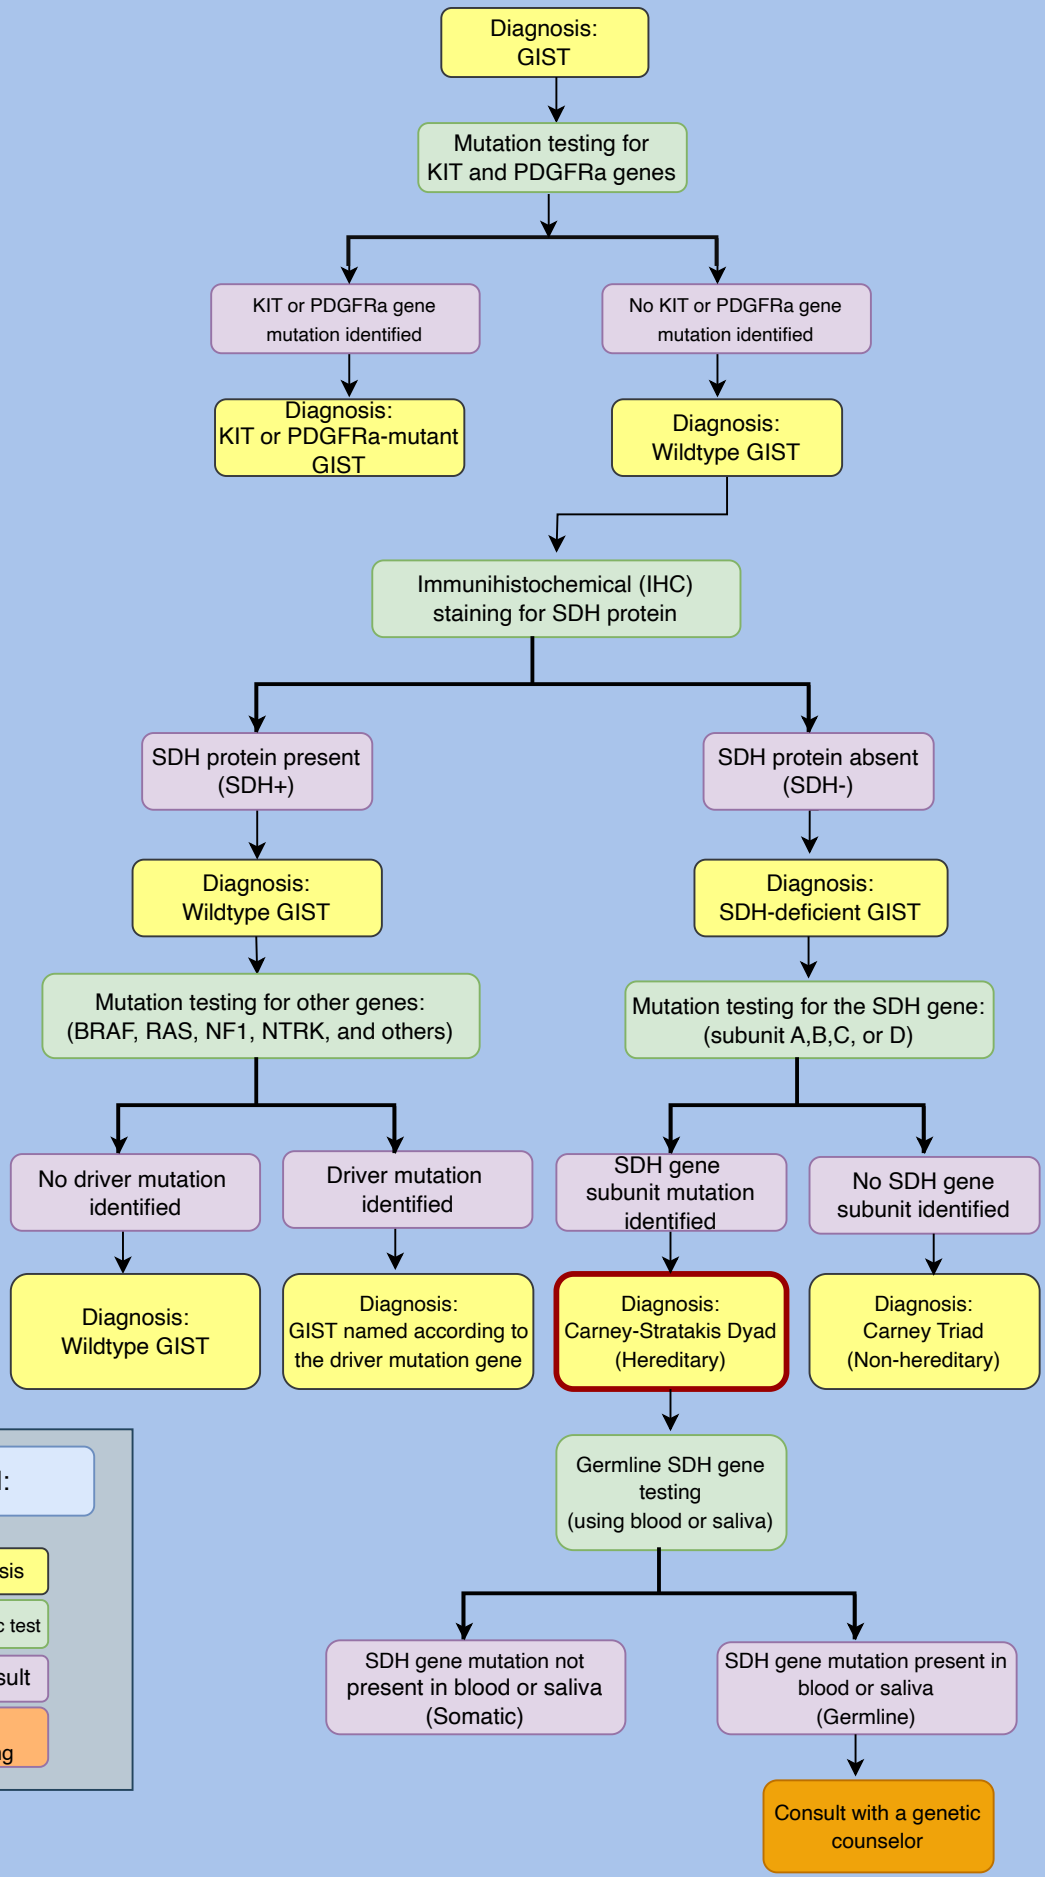 Diagnosis:
GIST
Mutation testing for
KIT and PDGFRa genes
KIT or PDGFRa gene
mutation identified
No KIT or PDGFRa gene
mutation identified
Diagnosis:
KIT or PDGFRa-mutant
GIST
Diagnosis:
Wildtype GIST
Immunihistochemical (IHC)
staining for SDH protein
SDH protein present
(SDH+)
SDH protein absent
(SDH-)
Diagnosis:
Wildtype GIST
Diagnosis:
SDH-deficient GIST
Mutation testing for other genes:
(BRAF, RAS, NF1, NTRK, and others)
Mutation testing for the SDH gene:
(subunit A,B,C, or D)
No driver mutation
identified
Driver mutation
identified
SDH gene
subunit mutation
identified
No SDH gene
subunit identified
Diagnosis:
Wildtype GIST
Diagnosis:
GIST named according to
the driver mutation gene
Diagnosis:
Carney-Stratakis Dyad
(Hereditary)
Diagnosis:
Carney Triad
(Non-hereditary)
Germline SDH gene
testing
(using blood or saliva)
SDH gene mutation not
present in blood or saliva
(Somatic)
SDH gene mutation present in
blood or saliva
(Germline)
Consult with a genetic
counselor
test